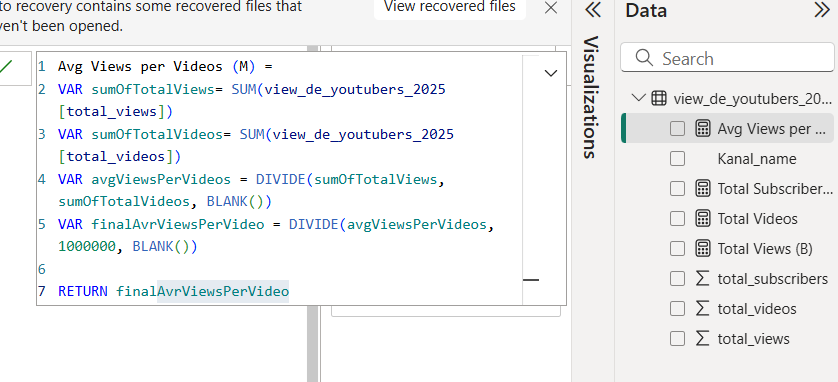 to recovery contains some recovered files that
ven't been opened.
View recovered files
1 Avg Views per Videos (M) =
2 VAR sumOfTotalViews= SUM(view_de_youtubers_2025
[total_views])
3 VAR sumOfTotalVideos= SUM(view_de_youtubers_2025
[total_videos])
4 VAR avgViewsPerVideos = DIVIDE(sumOfTotalViews,
sumOfTotalVideos, BLANK())
5 VAR finalAvrViewsPerVideo = DIVIDE(avgViewsPerVideos,
1000000, BLANK())
6
7 RETURN finalAvrViewsPerVideo
Visualizations
Data
Search
view_de_youtubers_20...
Avg Views per ...
Kanal_name
Total Subscriber...
Total Videos
Total Views (B)
total_subscribers
total_videos
total_views